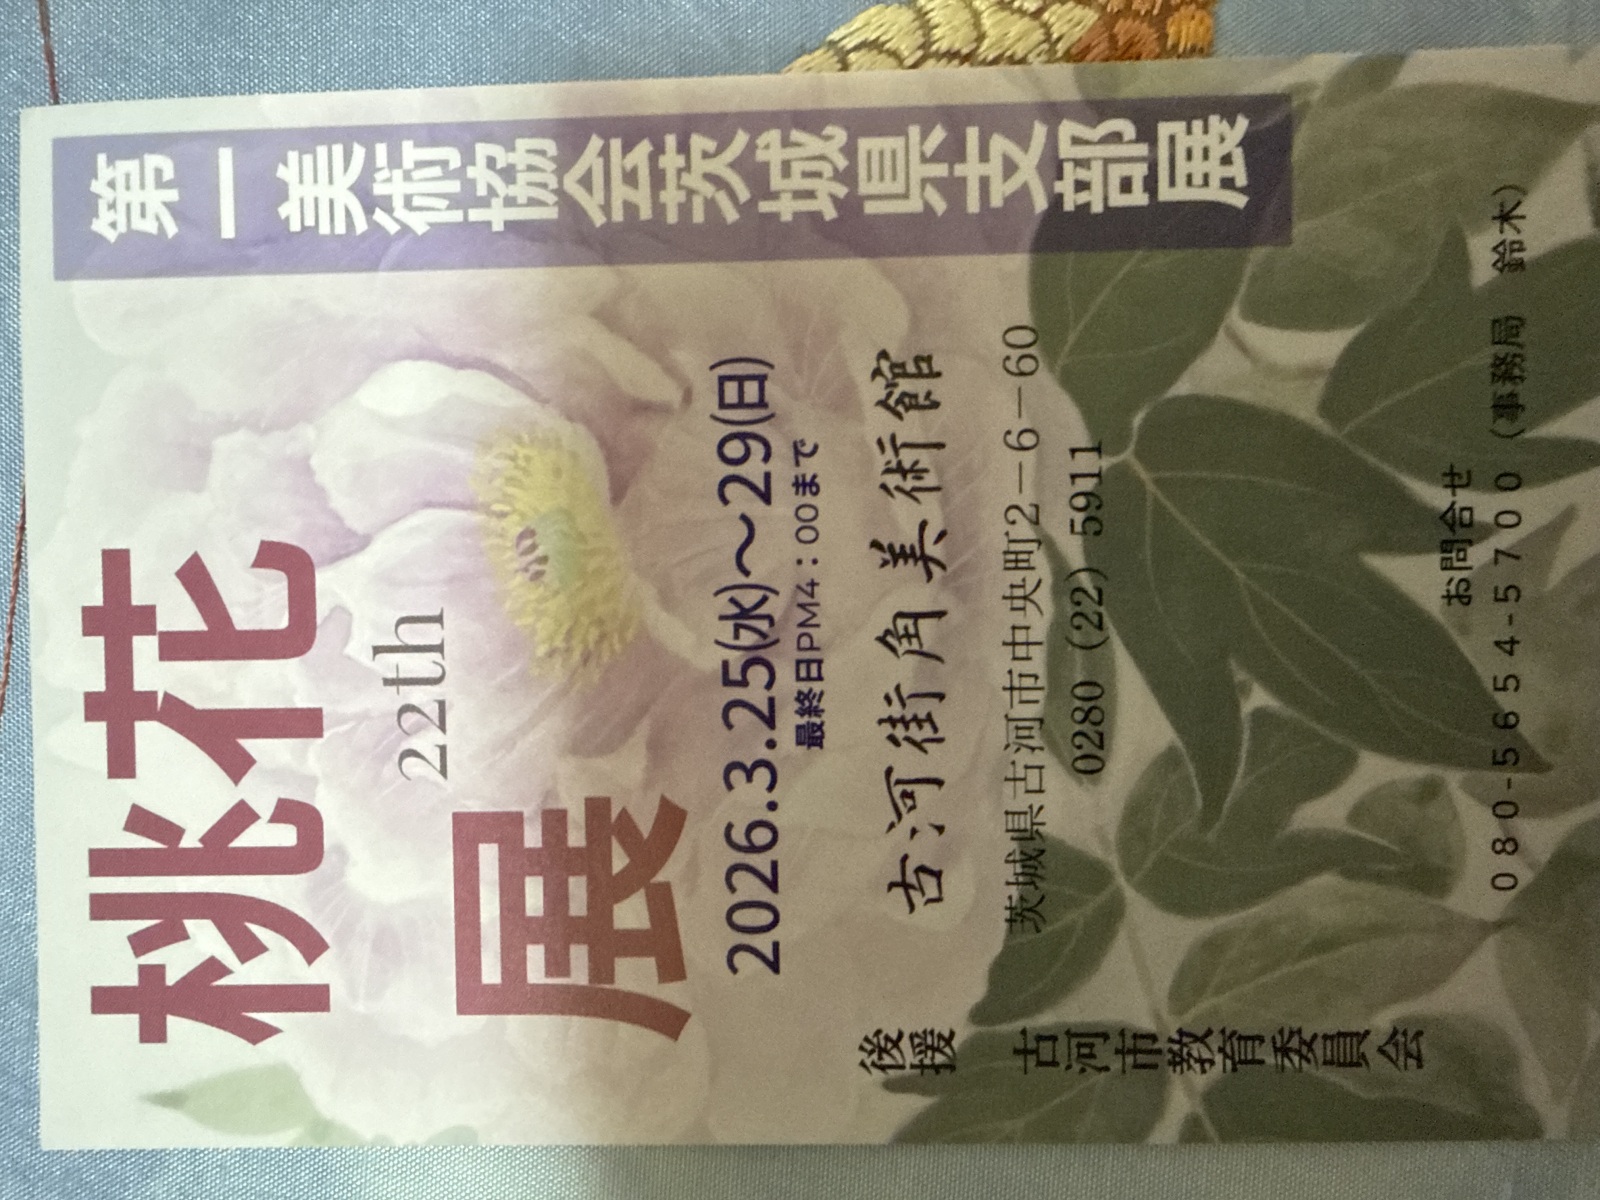 第一美術協会茨城県支部展
桃花
22th
展
2026.3.25(水)〜29(日)
最終日PM4：00まで
古河街角美術館
茨城県古河市中央町2－6－60
0280（22）5911
後援
古河市教育委員会
お問合せ
080-5654-5700（事務局　鈴木）